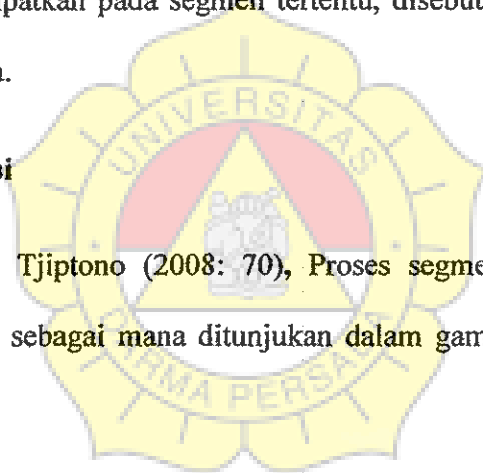 patkan pada segmen tertentu, disebut
si
Tjiptono (2008: 70), Proses segme
sebagai mana ditunjukan dalam gam
UNIVERSITAS
DARMA PERSADA